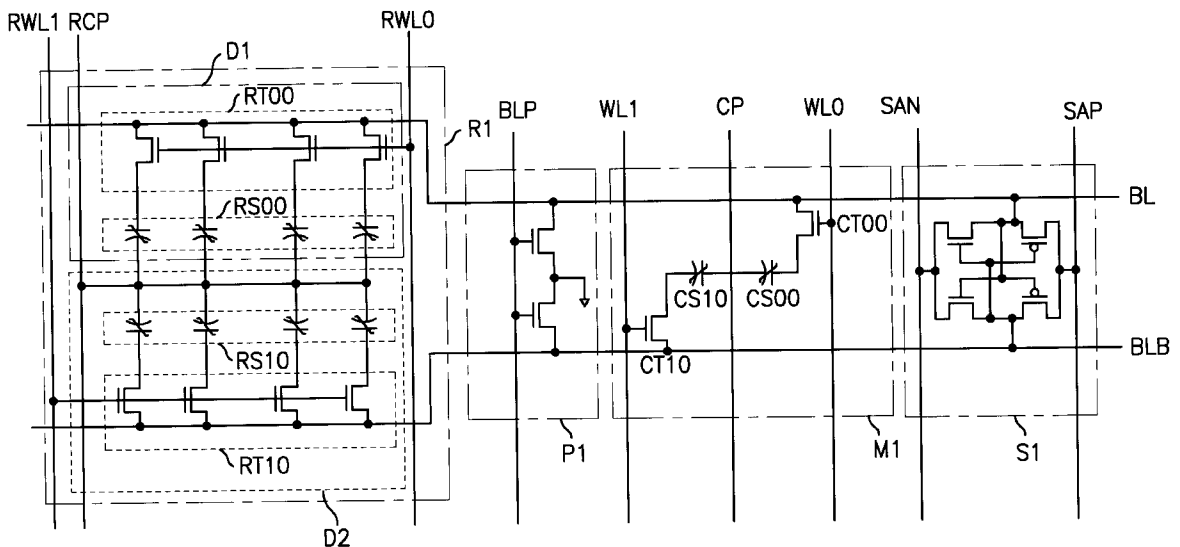 RWL1 RCP RWL0
D1
RT00
R1
BLP WL1 CP WL0 SAN SAP
BL
RS00
CT00
CS10 CS00
RS10
CT10
BLB
RT10
P1 M1 S1
D2